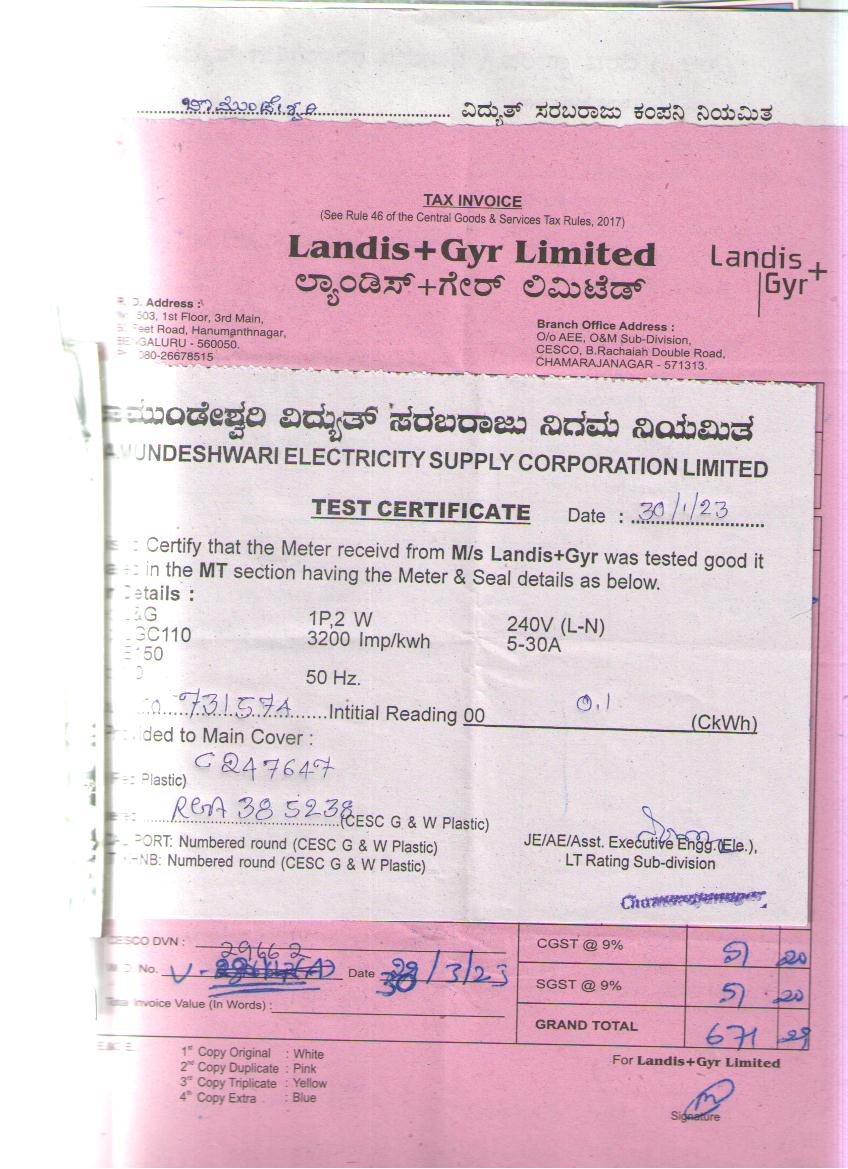 ಚಾಮುಂಡೇಶ್ವರಿ ವಿದ್ಯುತ್ ಸರಬರಾಜು ಕಂಪನಿ ನಿಯಮಿತ
TAX INVOICE
(See Rule 46 of the Central Goods & Services Tax Rules, 2017)
Landis+Gyr Limited
Landis+
Gyr
ಲ್ಯಾಂಡಿಸ್+ಗೇರ್ ಲಿಮಿಟೆಡ್
Address :
503, 1st Floor, 3rd Main,
Feet Road, Hanumanthnagar,
GALURU - 560050.
080-26678515
Branch Office Address :
O/o AEE, O&M Sub-Division,
CESCO, B.Rachaiah Double Road,
CHAMARAJANAGAR - 571313.
ಮುಂಡೇಶ್ವರಿ ವಿದ್ಯುತ್ ಸರಬರಾಜು ನಿಗಮ ನಿಯಮಿತ
MUNDESHWARI ELECTRICITY SUPPLY CORPORATION LIMITED
TEST CERTIFICATE Date : 30/1/23
Certify that the Meter receivd from M/s Landis+Gyr was tested good it
in the MT section having the Meter & Seal details as below.
etails :
&G 1P,2 W 240V (L-N)
GC110 3200 Imp/kwh 5-30A
150
50 Hz.
731574 Intitial Reading 00 0.1 (CkWh)
ded to Main Cover :
C 247647
Plastic)
385238 (CESC G & W Plastic)
PORT: Numbered round (CESC G & W Plastic)
NB: Numbered round (CESC G & W Plastic)
JE/AE/Asst. Executive Engg.(Ele.),
LT Rating Sub-division
CESCO DVN : 29662
No. Date 30/3/23
Total Invoice Value (In Words) :
CGST @ 9% 51 20
SGST @ 9% 51 20
GRAND TOTAL 671
1st Copy Original : White
2nd Copy Duplicate : Pink
3rd Copy Triplicate : Yellow
4th Copy Extra : Blue
For Landis+Gyr Limited
Signature